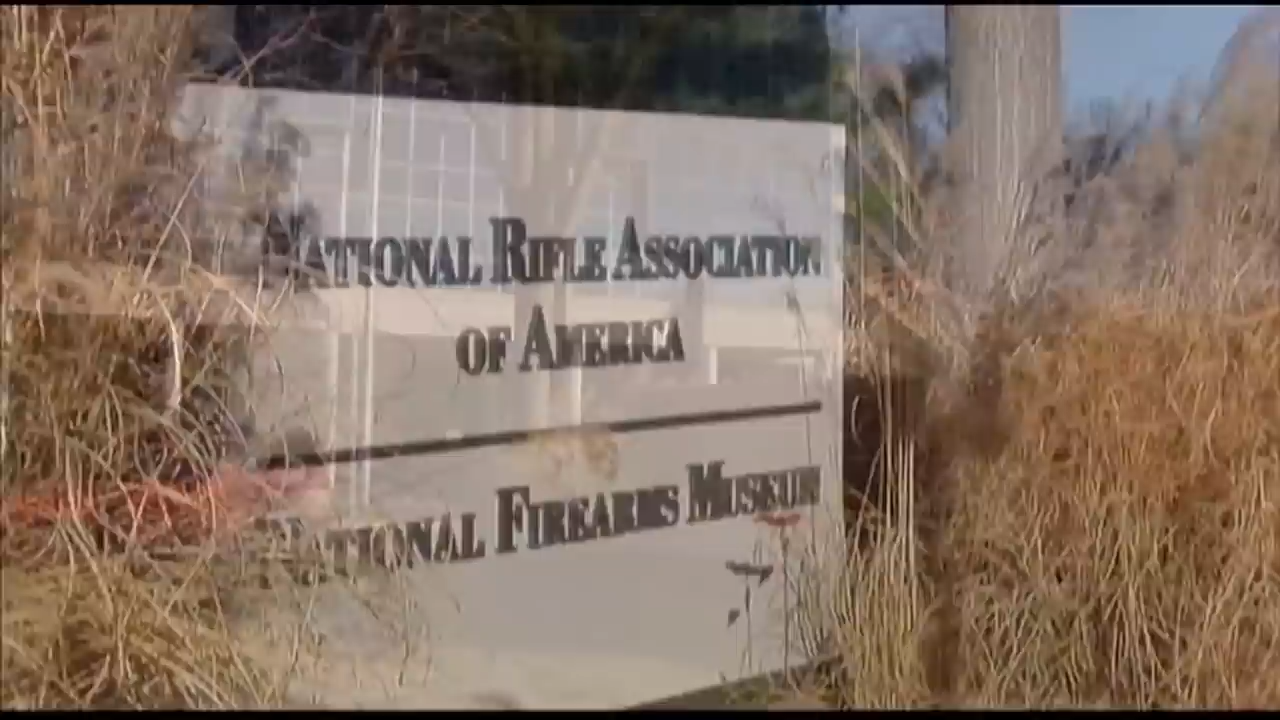 National Rifle Association
of America
National Firearms Museum